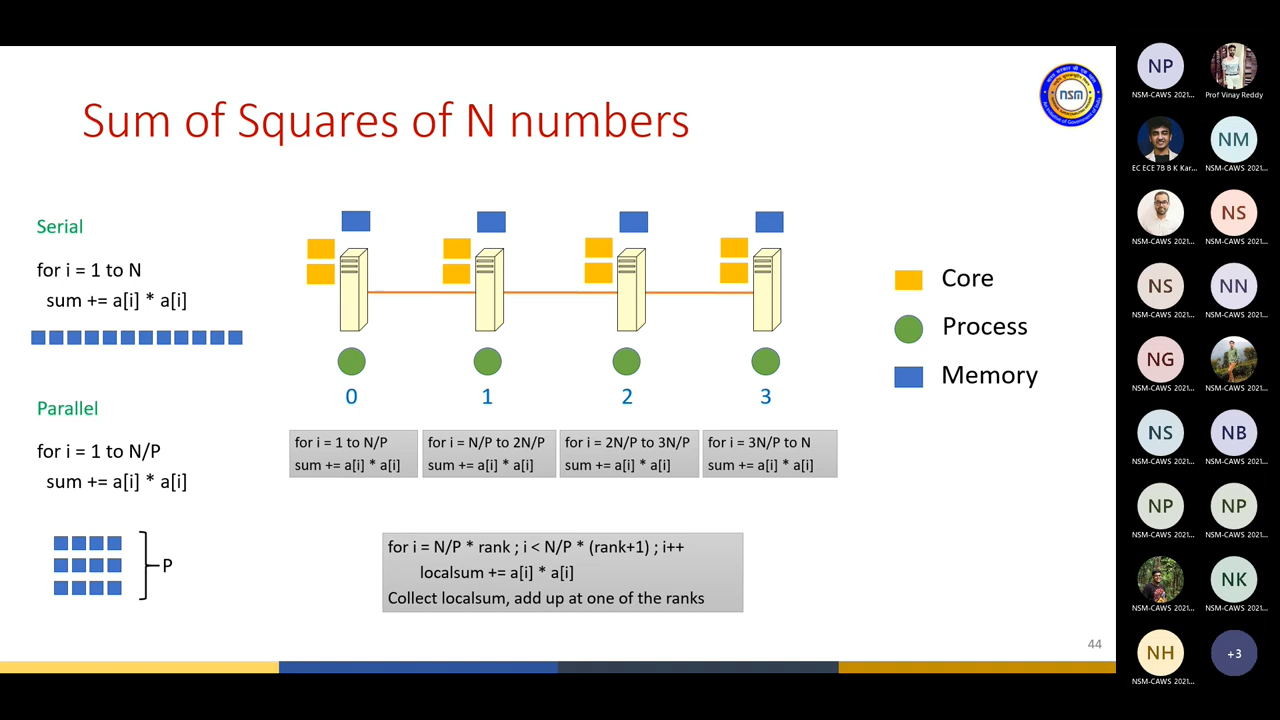 Sum of Squares of N numbers
nsm
Serial
for i = 1 to N
sum += a[i] * a[i]
Parallel
for i = 1 to N/P
sum += a[i] * a[i]
P
0
1
2
3
for i = 1 to N/P
sum += a[i] * a[i]
for i = N/P to 2N/P
sum += a[i] * a[i]
for i = 2N/P to 3N/P
sum += a[i] * a[i]
for i = 3N/P to N
sum += a[i] * a[i]
for i = N/P * rank ; i < N/P * (rank+1) ; i++
localsum += a[i] * a[i]
Collect localsum, add up at one of the ranks
Core
Process
Memory
44
NP
NSM-CAWS 2021...
Prof Vinay Reddy
EC ECE 7B B K Kar...
NM
NSM-CAWS 2021...
NSM-CAWS 2021...
NS
NSM-CAWS 2021...
NS
NSM-CAWS 2021...
NN
NSM-CAWS 2021...
NG
NSM-CAWS 2021...
NSM-CAWS 2021...
NS
NSM-CAWS 2021...
NB
NSM-CAWS 2021...
NP
NSM-CAWS 2021...
NP
NSM-CAWS 2021...
NSM-CAWS 2021...
NK
NSM-CAWS 2021...
NH
NSM-CAWS 2021...
+3